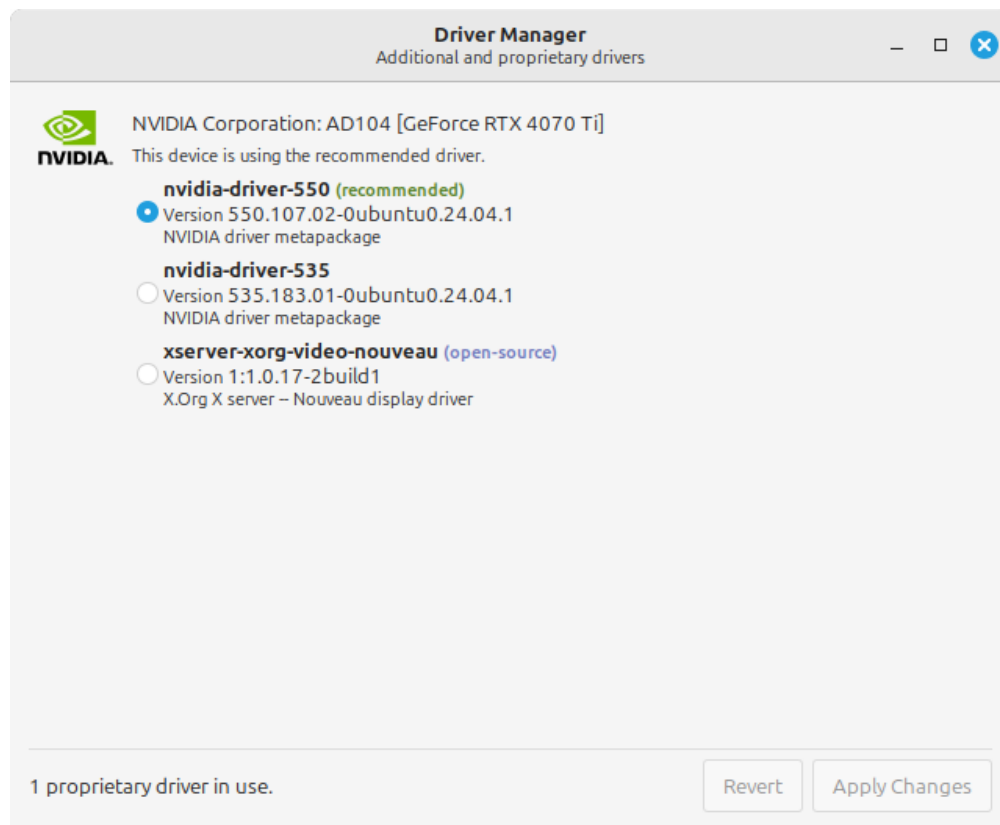 Driver Manager
Additional and proprietary drivers
NVIDIA Corporation: AD104 [GeForce RTX 4070 Ti]
NVIDIA.
This device is using the recommended driver.
nvidia-driver-550 (recommended)
Version 550.107.02-0ubuntu0.24.04.1
NVIDIA driver metapackage
nvidia-driver-535
Version 535.183.01-0ubuntu0.24.04.1
NVIDIA driver metapackage
xserver-xorg-video-nouveau (open-source)
Version 1:1.0.17-2build1
X.Org X server -- Nouveau display driver
1 proprietary driver in use.
Revert
Apply Changes